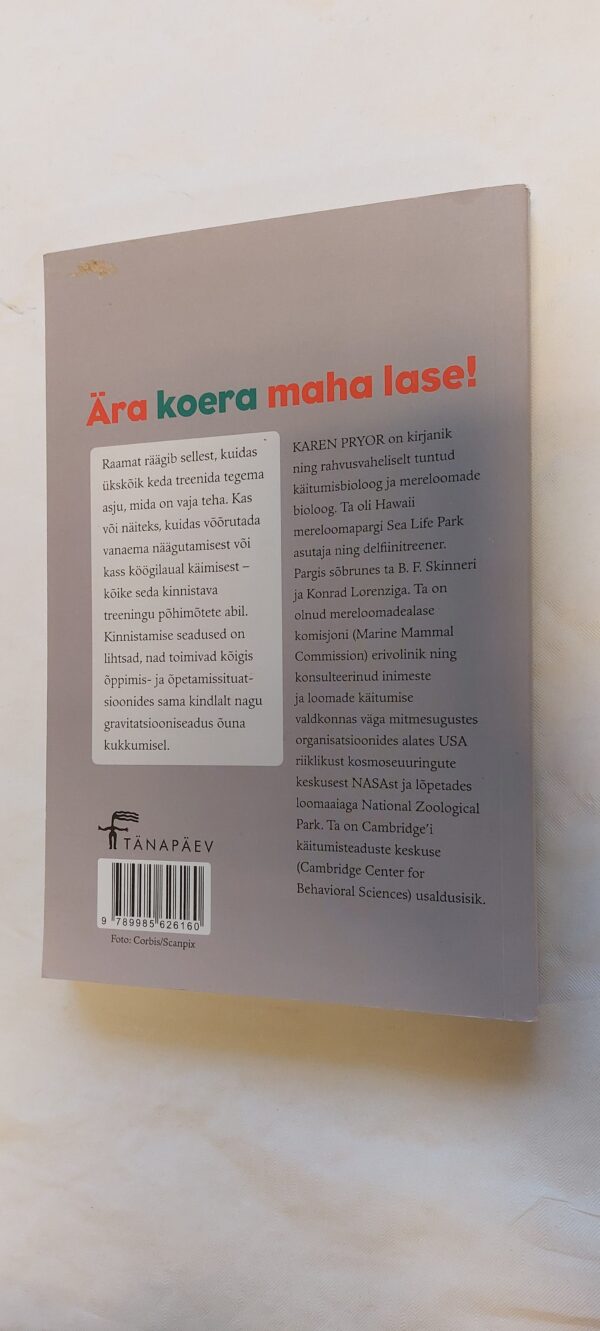 Ära koera maha lase!
Raamat räägib sellest, kuidas
ükskõik keda treenida tegema
asju, mida on vaja teha. Kas
või näiteks, kuidas võõrutada
vanaema näägutamisest või
kass köögilaual käimisest –
kõike seda kinnistava
treeningu põhimõtete abil.
Kinnistamise seadused on
lihtsad, nad toimivad kõigis
õppimis- ja õpetamissituat-
sioonides sama kindlalt nagu
gravitatsiooniseadus õuna
kukkumisel.
KAREN PRYOR on kirjanik
ning rahvusvaheliselt tuntud
käitumisbioloog ja mereloomade
bioloog. Ta oli Hawaii
mereloomapargi Sea Life Park
asutaja ning delfiinitreener.
Pargis sõbrunes ta B. F. Skinneri
ja Konrad Lorenziga. Ta on
olnud mereloomadealase
komisjoni (Marine Mammal
Commission) erivolinik ning
konsulteerinud inimeste
ja loomade käitumise
valdkonnas väga mitmesugustes
organisatsioonides alates USA
riiklikust kosmoseuuringute
keskusest NASAst ja lõpetades
loomaaiaga National Zoological
Park. Ta on Cambridge'i
käitumisteaduste keskuse
(Cambridge Center for
Behavioral Sciences) usaldusisik.
TÄNAPÄEV
9 789985 626160
Foto: Corbis/Scanpix